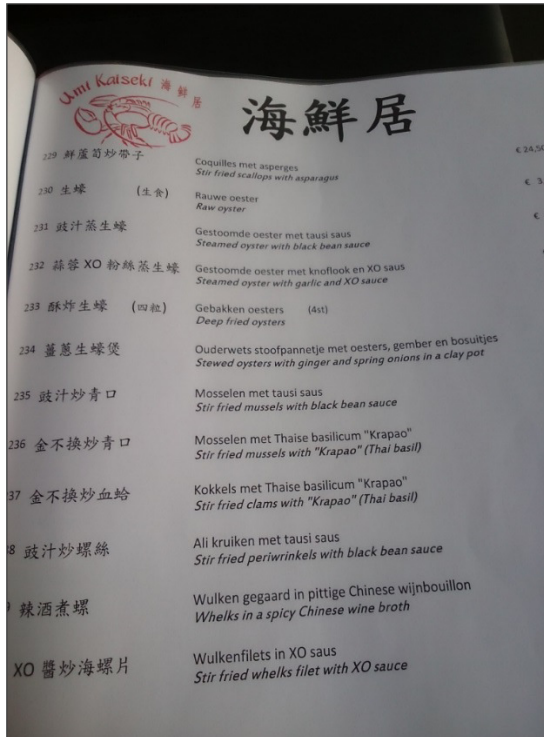 Umi Kaiseki 海鮮居
海鮮居
229 鮮蘆筍炒帶子 Coquilles met asperges € 24,50
Stir fried scallops with asparagus
230 生蠔 (生食) Rauwe oester € 3
Raw oyster
231 豉汁蒸生蠔 Gestoomde oester met tausi saus €
Steamed oyster with black bean sauce
232 蒜蓉 XO 粉絲蒸生蠔 Gestoomde oester met knoflook en XO saus
Steamed oyster with garlic and XO sauce
233 酥炸生蠔 (四粒) Gebakken oesters (4st)
Deep fried oysters
234 薑蔥生蠔煲 Ouderwets stoofpannetje met oesters, gember en bosuitjes
Stewed oysters with ginger and spring onions in a clay pot
235 豉汁炒青口 Mosselen met tausi saus
Stir fried mussels with black bean sauce
236 金不換炒青口 Mosselen met Thaise basilicum "Krapao"
Stir fried mussels with "Krapao" (Thai basil)
37 金不換炒血蛤 Kokkels met Thaise basilicum "Krapao"
Stir fried clams with "Krapao" (Thai basil)
8 豉汁炒螺絲 Ali kruiken met tausi saus
Stir fried periwrinkels with black bean sauce
辣酒煮螺 Wulken gegaard in pittige Chinese wijnbouillon
Whelks in a spicy Chinese wine broth
XO 醬炒海螺片 Wulkenfilets in XO saus
Stir fried whelks filet with XO sauce